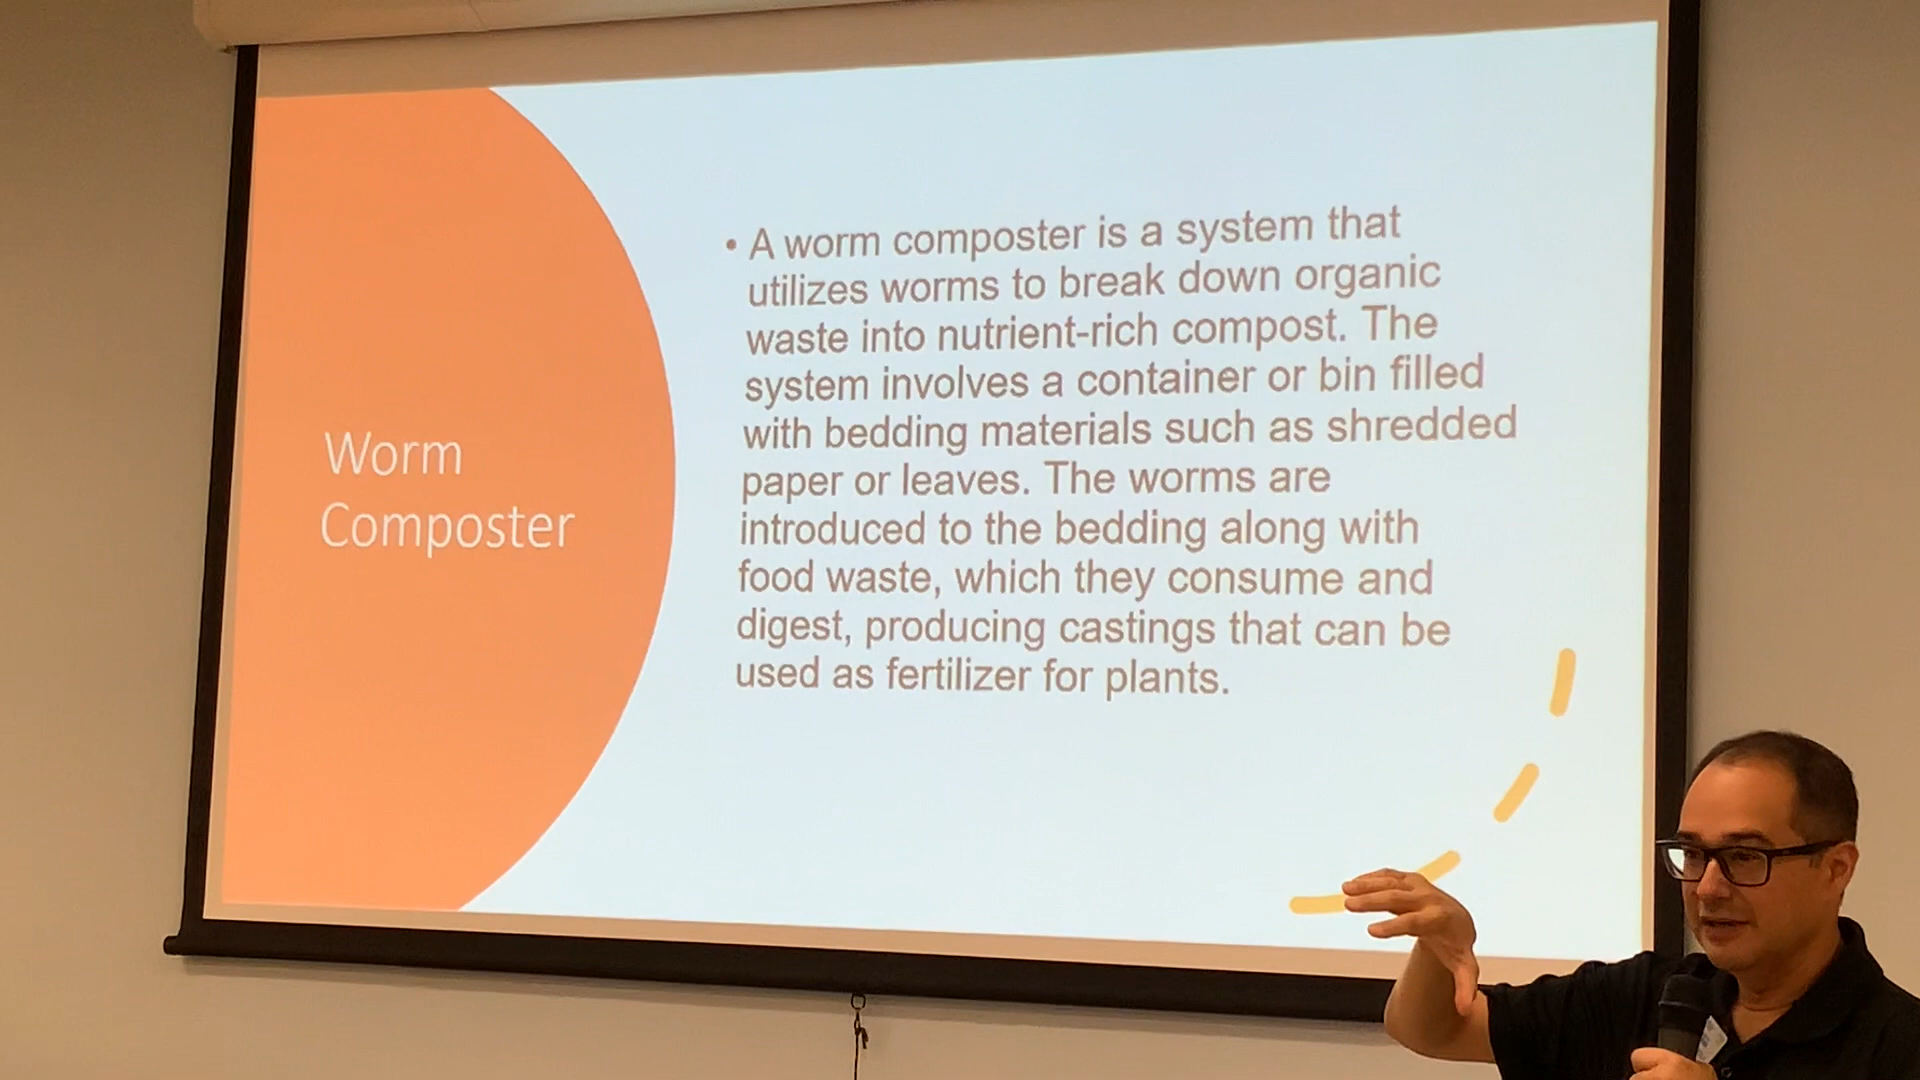 Worm
Composter
• A worm composter is a system that
utilizes worms to break down organic
waste into nutrient-rich compost. The
system involves a container or bin filled
with bedding materials such as shredded
paper or leaves. The worms are
introduced to the bedding along with
food waste, which they consume and
digest, producing castings that can be
used as fertilizer for plants.